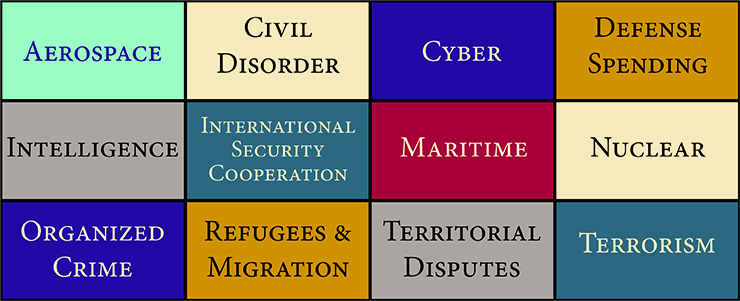 Aerospace
Civil
Disorder
Cyber
Defense
Spending
Intelligence
International
Security
Cooperation
Maritime
Nuclear
Organized
Crime
Refugees &
Migration
Territorial
Disputes
Terrorism